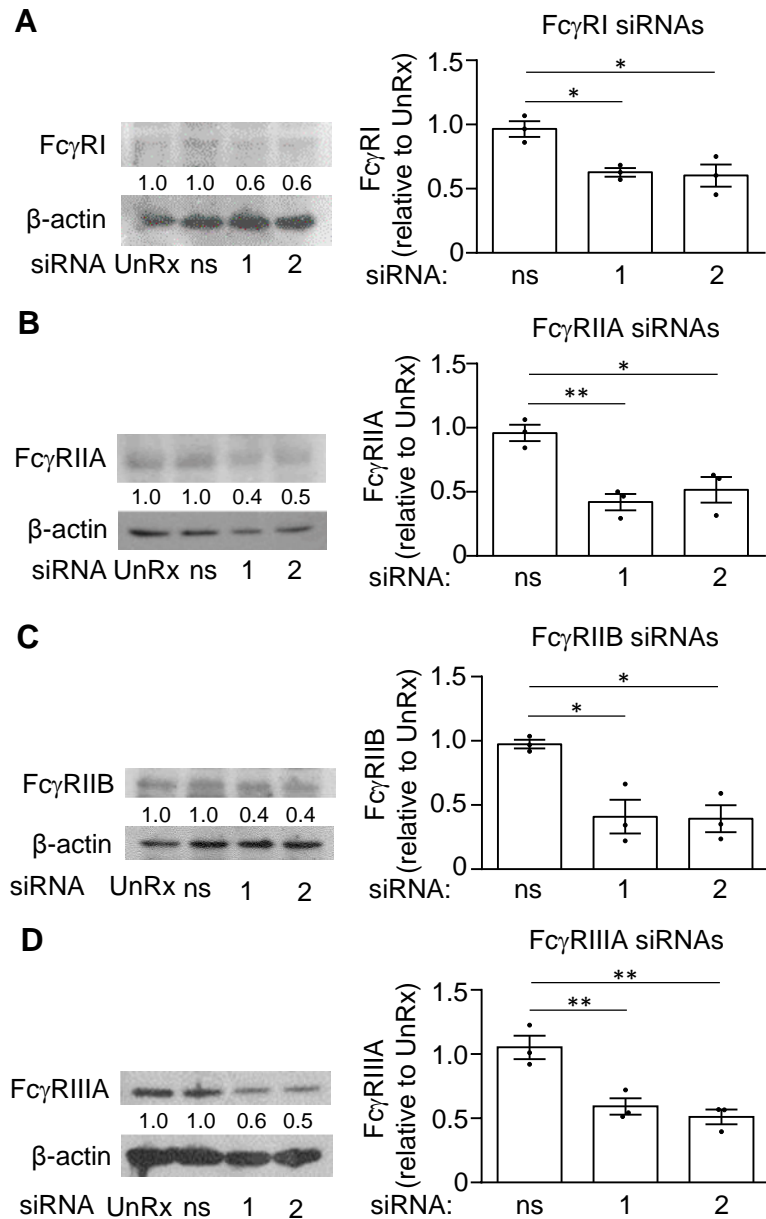 A
FcγRI
1.0 1.0 0.6 0.6
β-actin
siRNA UnRx ns 1 2
FcγRI siRNAs
FcγRI
(relative to UnRx)
1.5
1.0
0.5
0
*
*
siRNA: ns 1 2
B
FcγRIIA
1.0 1.0 0.4 0.5
β-actin
siRNA UnRx ns 1 2
FcγRIIA siRNAs
FcγRIIA
(relative to UnRx)
1.5
1.0
0.5
0
*
**
siRNA: ns 1 2
C
FcγRIIB
1.0 1.0 0.4 0.4
β-actin
siRNA UnRx ns 1 2
FcγRIIB siRNAs
FcγRIIB
(relative to UnRx)
1.5
1.0
0.5
0
*
*
siRNA: ns 1 2
D
FcγRIIIA
1.0 1.0 0.6 0.5
β-actin
siRNA UnRx ns 1 2
FcγRIIIA siRNAs
FcγRIIIA
(relative to UnRx)
1.5
1.0
0.5
0
**
**
siRNA: ns 1 2